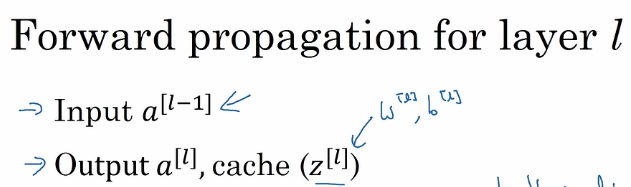 Forward propagation for layer l
→ Input a^[l−1] ←
w^[l], b^[l]
→ Output a^[l], cache (z^[l])